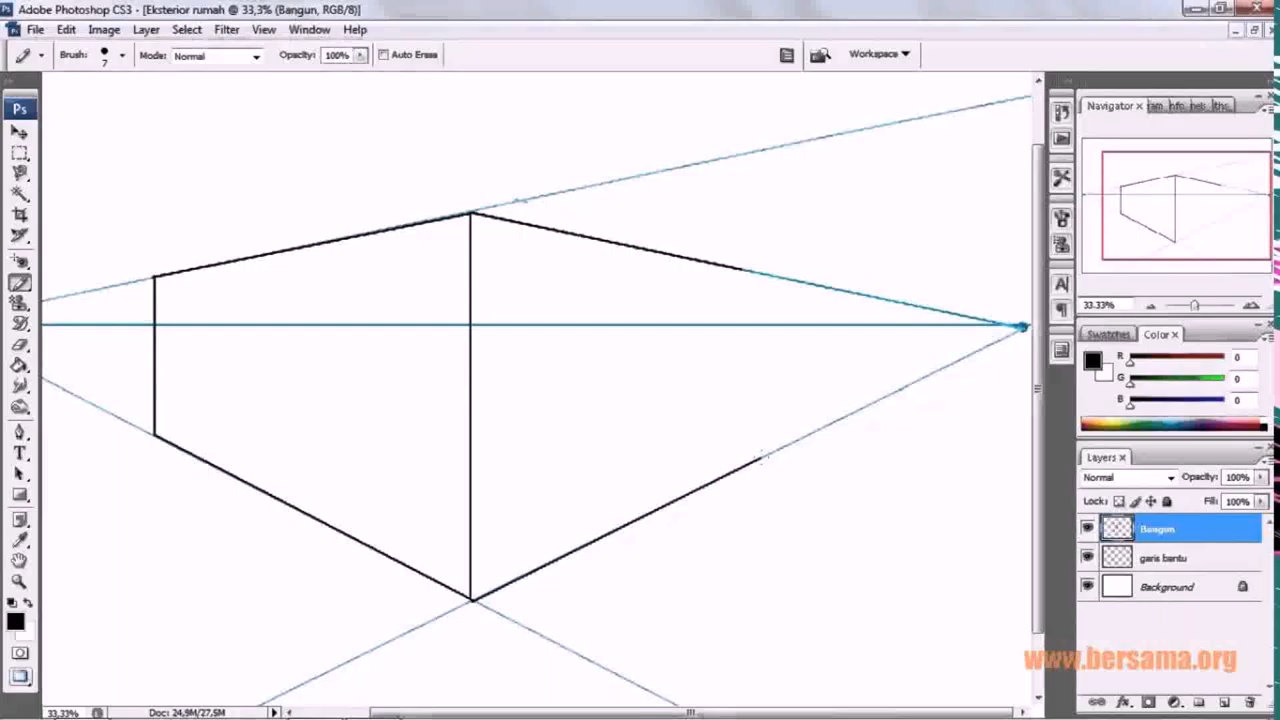 Adobe Photoshop CS3 - [Eksterior rumah @ 33,3% (Bangun, RGB/8)]
File Edit Image Layer Select Filter Window View Help
Brush: 7 Mode: Normal Opacity: 100% Auto Erase Workspace
Ps
Navigator
33.33%
Swatches Color
R 0
G 0
B 0
Layers
Normal Opacity: 100%
Lock: Fill: 100%
Bangun
garis bantu
Background
www.bersama.org
33,33% Doc: 24,9M/27,5M